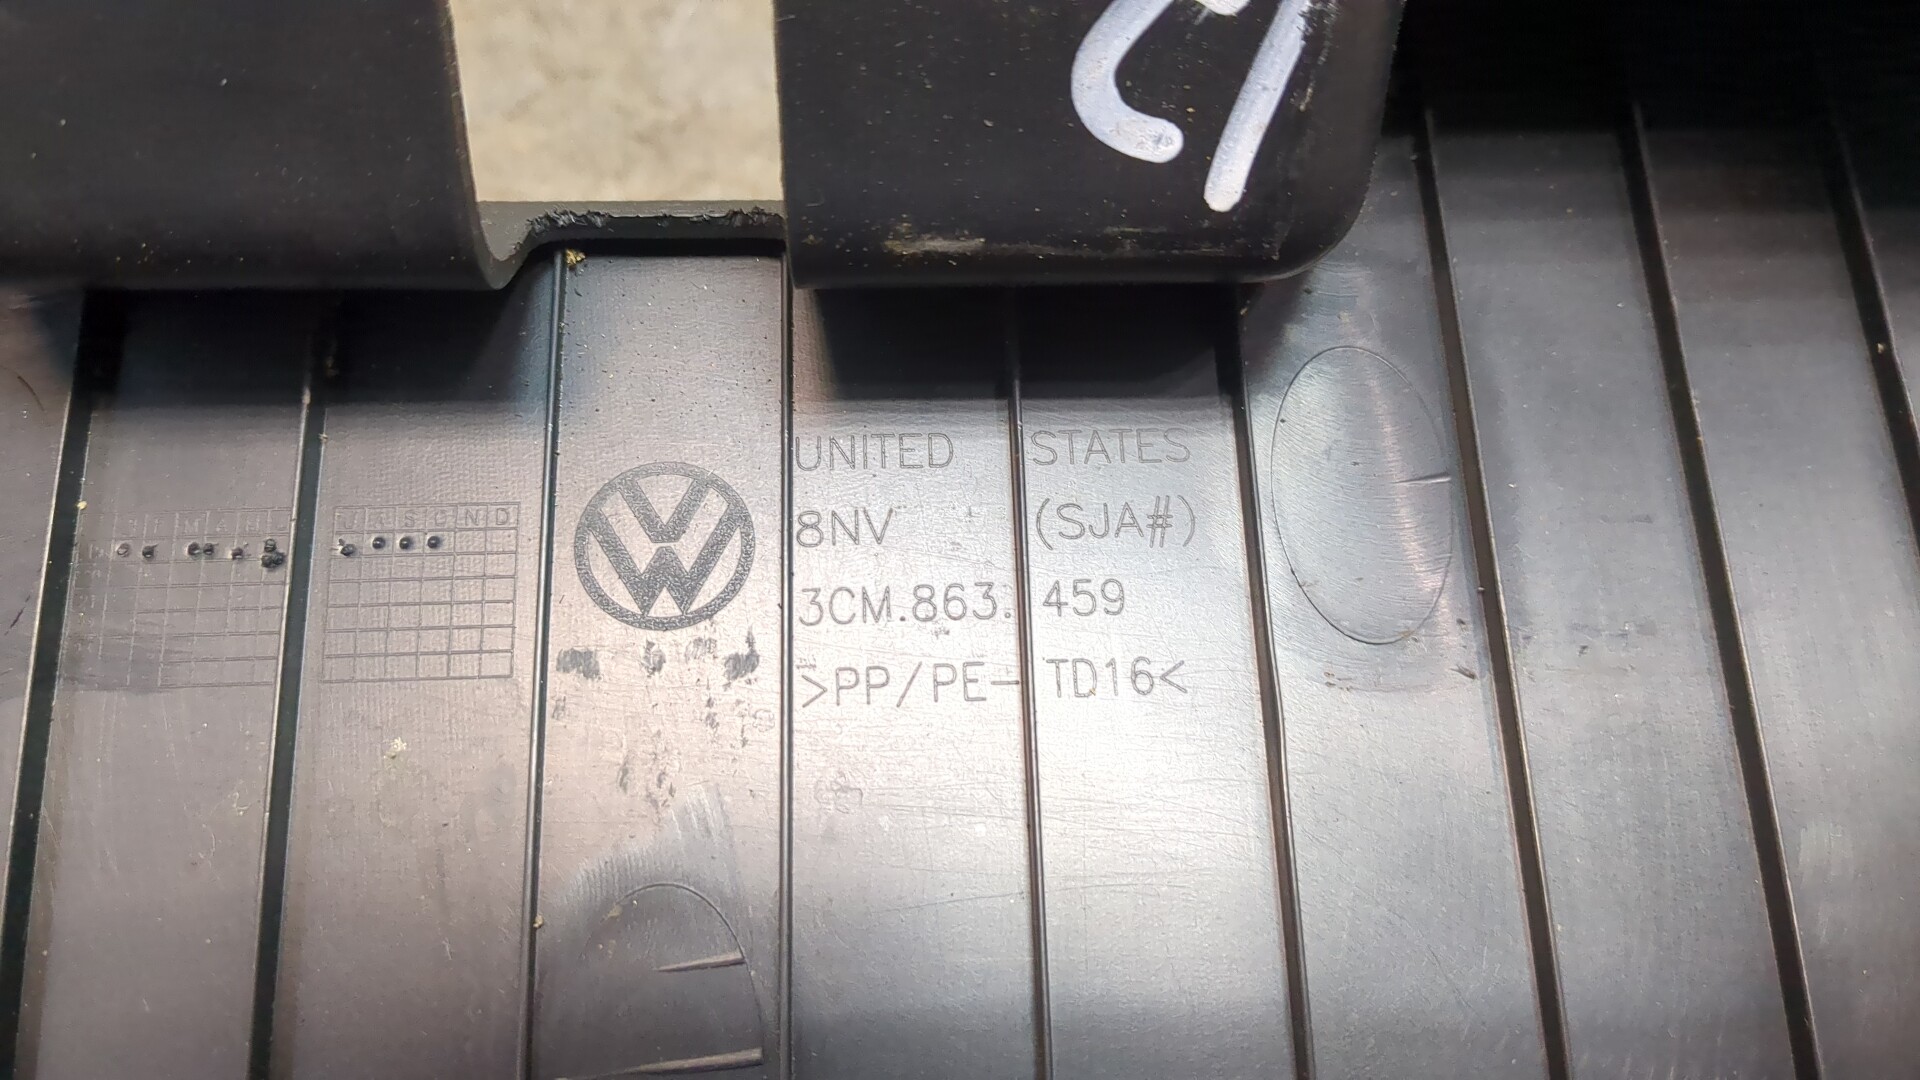 UNITED STATES
8NV (SJA#)
3CM.863. 459
>PP/PE-TD16<
J F M A M J
J A S O N D